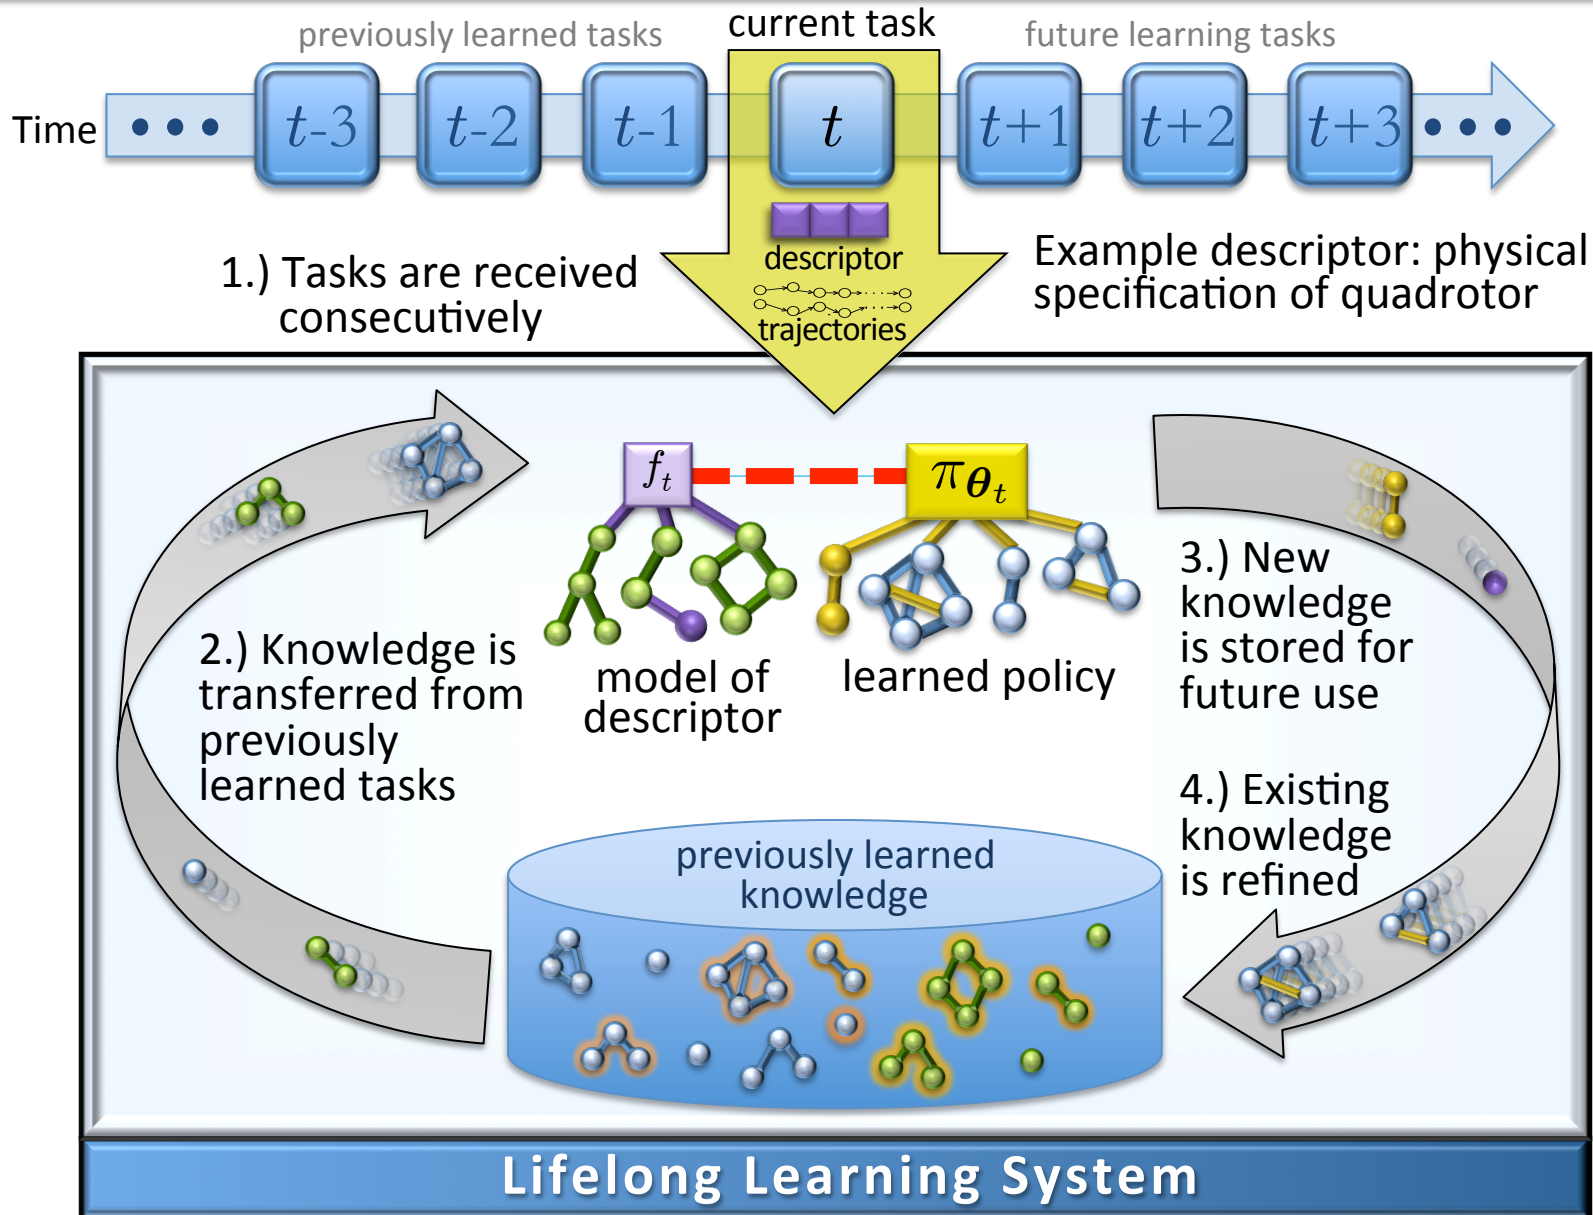 previously learned tasks
current task
future learning tasks
Time
• • •
t-3
t-2
t-1
t
t+1
t+2
t+3
• • •
descriptor
trajectories
1.) Tasks are received
consecutively
Example descriptor: physical
specification of quadrotor
f_t
π_θ_t
model of
descriptor
learned policy
2.) Knowledge is
transferred from
previously
learned tasks
3.) New
knowledge
is stored for
future use
4.) Existing
knowledge
is refined
previously learned
knowledge
Lifelong Learning System